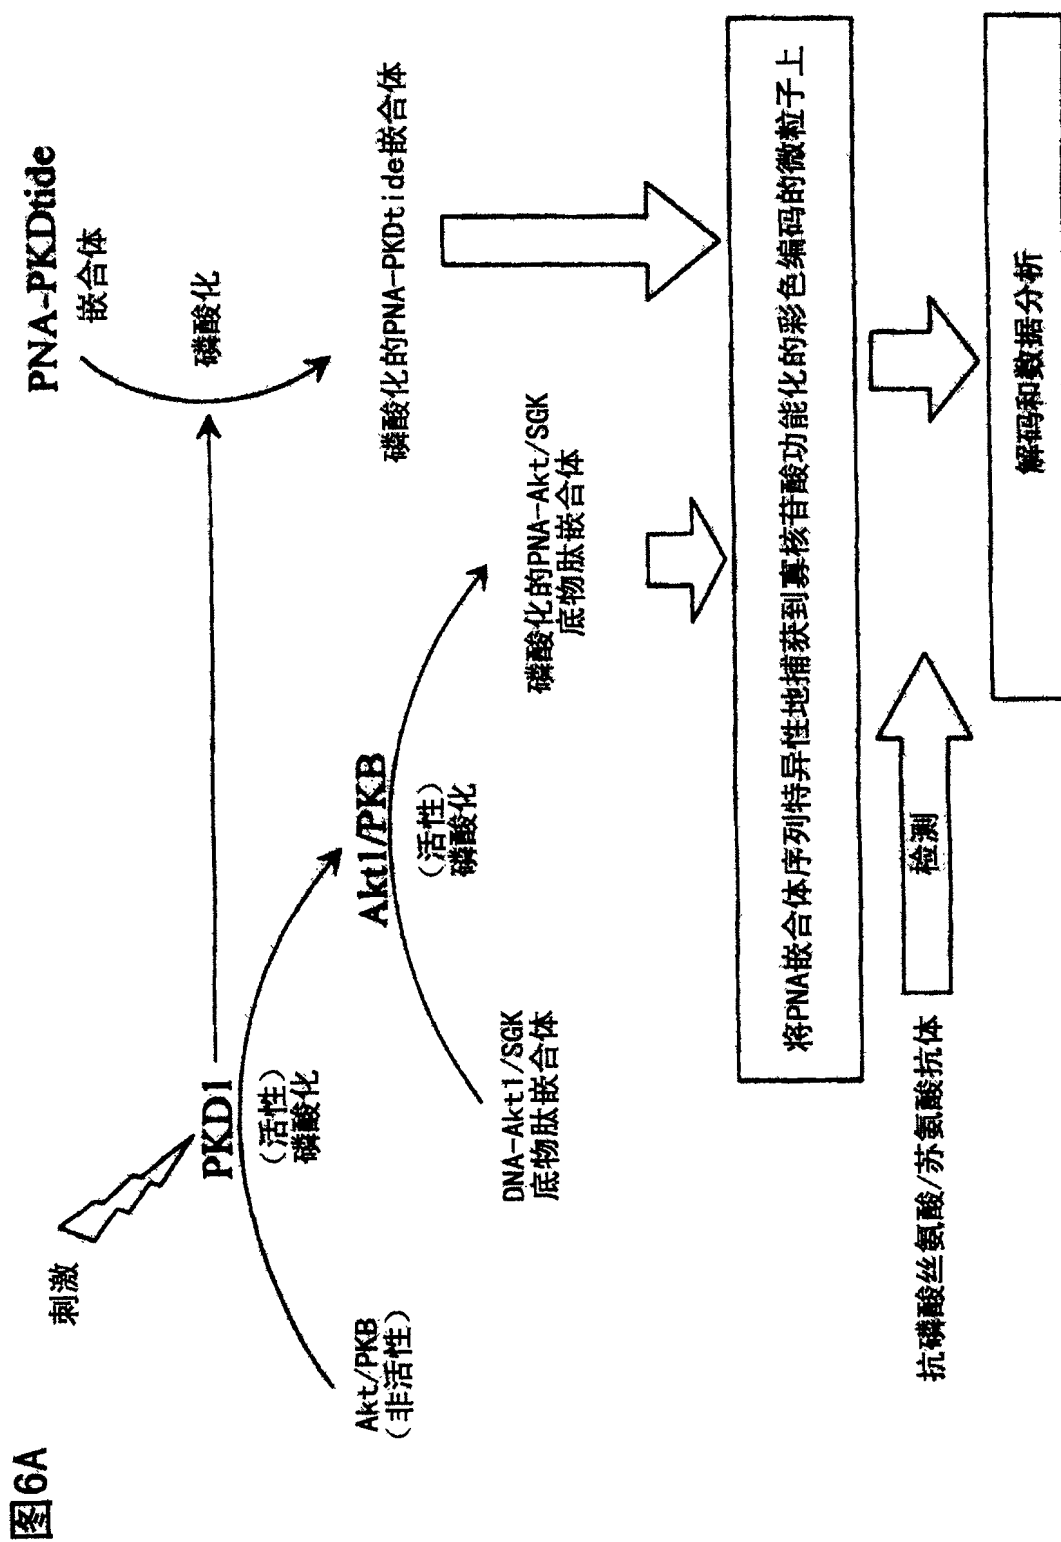 图6A
刺激
PNA-PKDtide
嵌合体
磷酸化
PKD1
(活性)
磷酸化
Akt/PKB
(非活性)
Akt1/PKB
(活性)
磷酸化
磷酸化的PNA-PKDtide嵌合体
DNA-Akt1/SGK
底物肽嵌合体
磷酸化的PNA-Akt/SGK
底物肽嵌合体
将PNA嵌合体序列特异性地捕获到寡核苷酸功能化的彩色编码的微粒子上
抗磷酸丝氨酸/苏氨酸抗体
检测
解码和数据分析